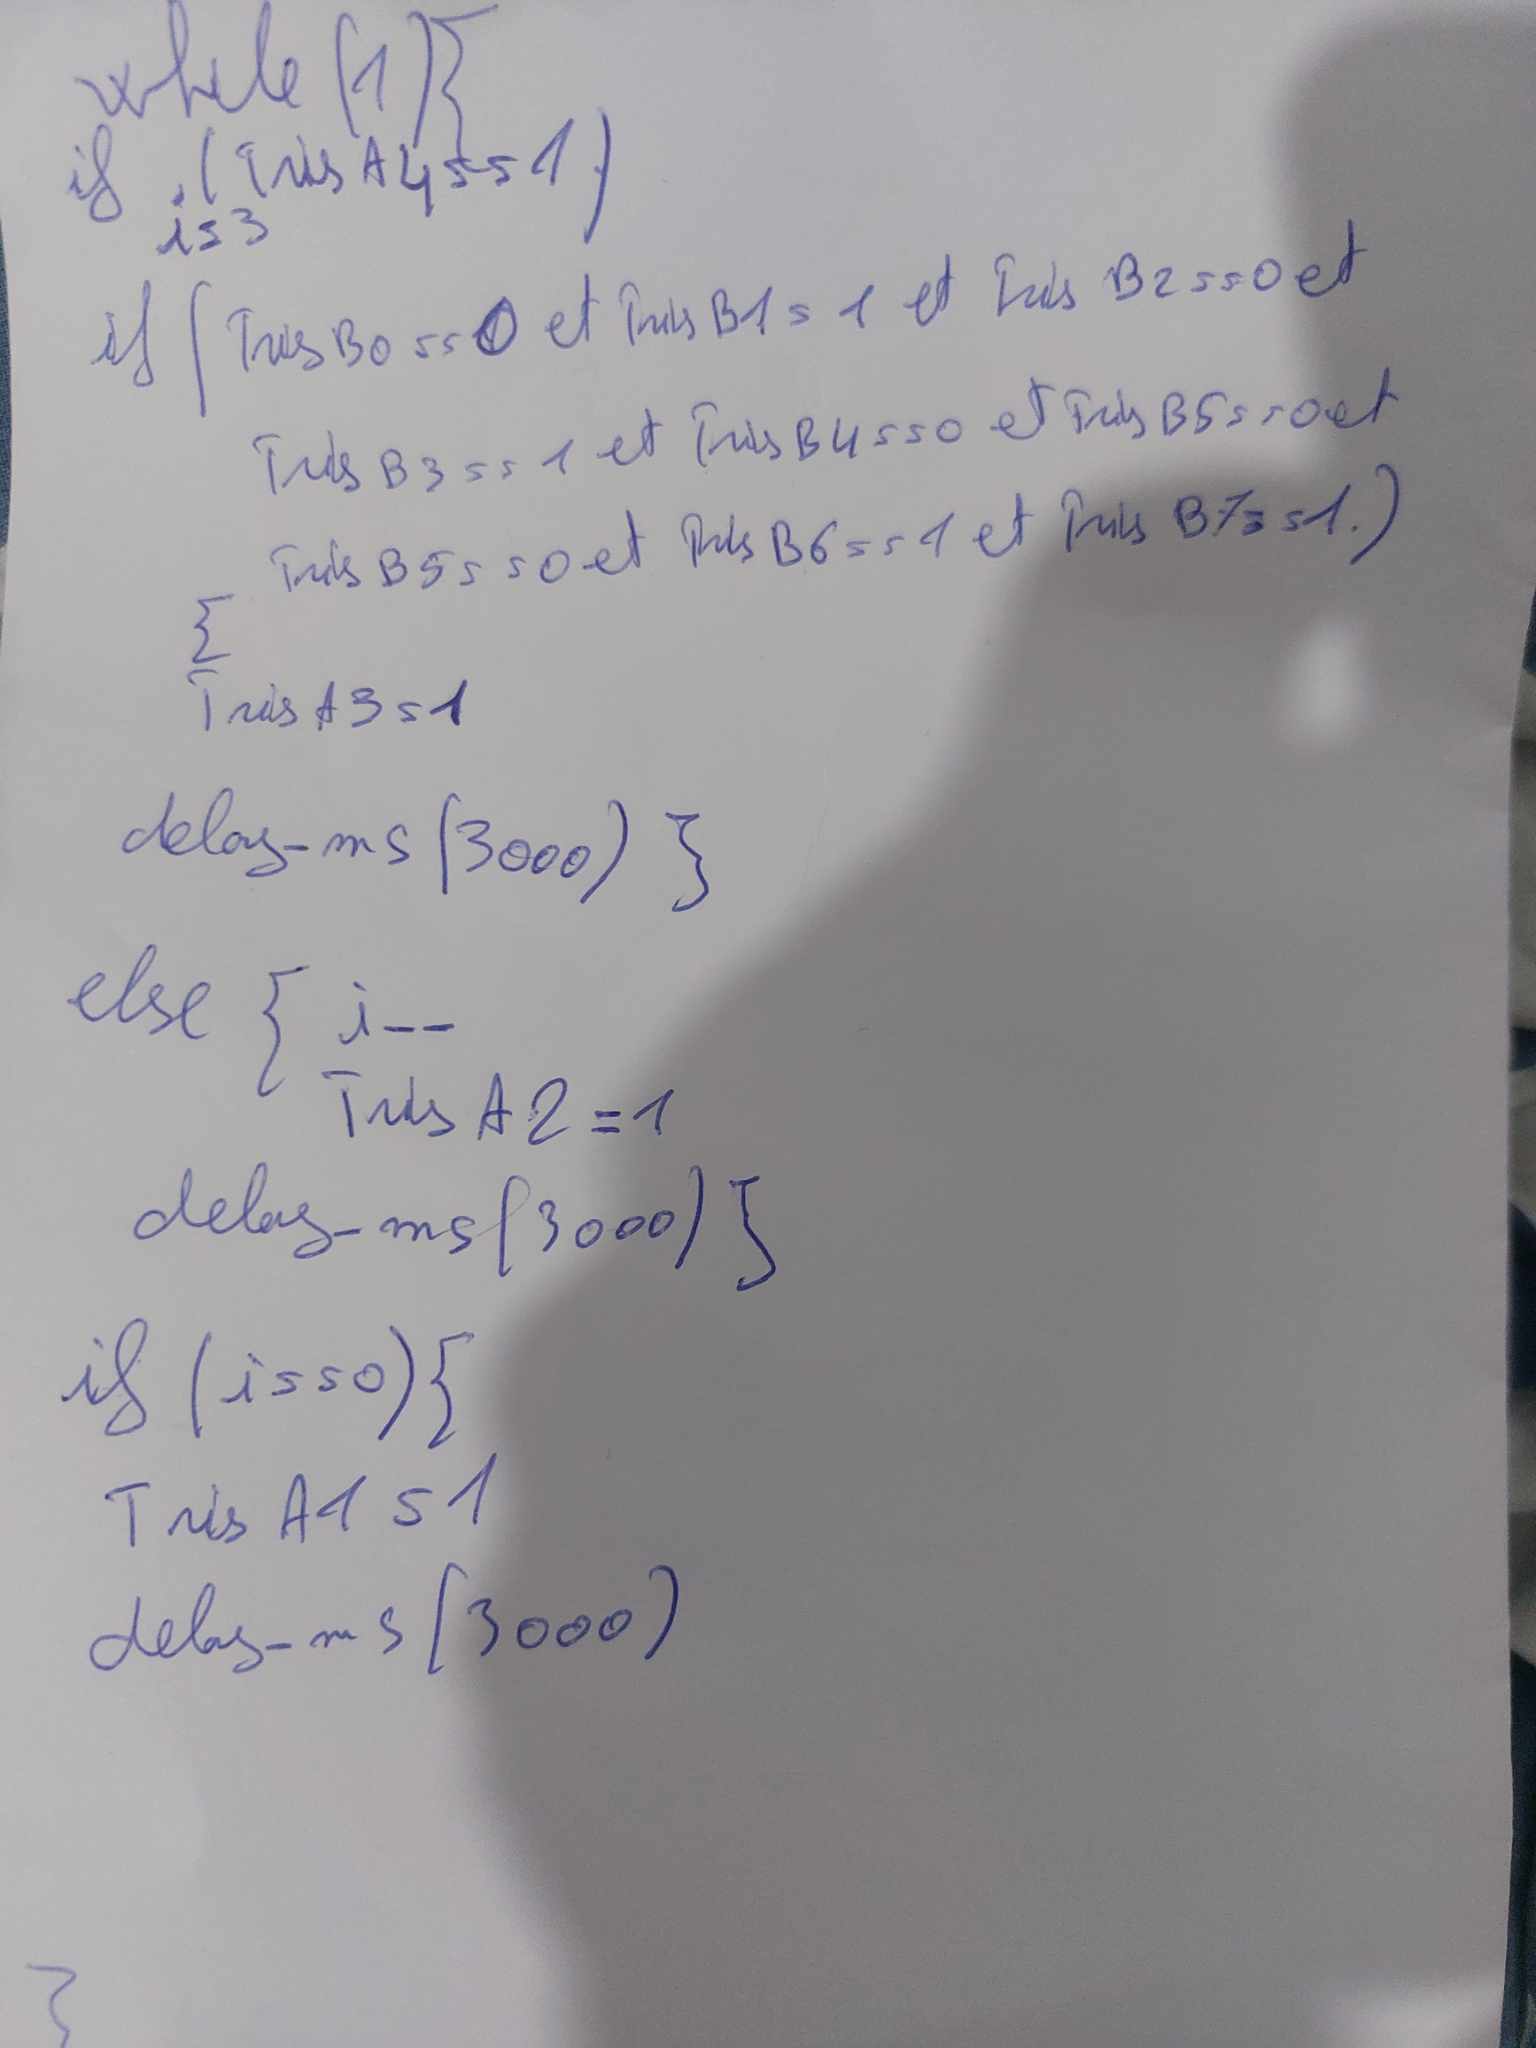 while (1){
if (Tris A4 == 1)
i = 3
if ( Tris B0 == 0 et Tris B1 = 1 et Tris B2 == 0 et
Tris B3 == 1 et Tris B4 == 0 et Tris B5 == 0 et
Tris B5 == 0 et Tris B6 == 1 et Tris B7 == 1.)
{
Tris A3 = 1
delay-ms (3000) }
else { i--
Tris A2 = 1
delay-ms (3000) }
if (i == 0){
Tris A1 = 1
delay-ms (3000)
}